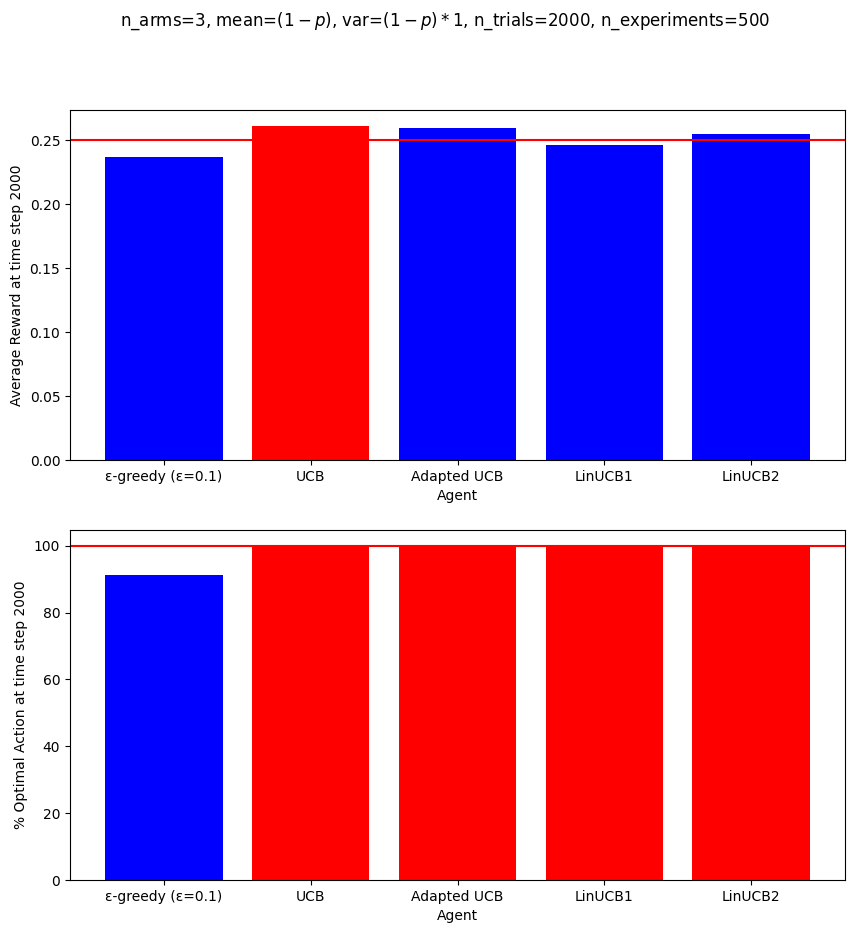 n_arms=3, mean=(1 − p), var=(1 − p) * 1, n_trials=2000, n_experiments=500
Average Reward at time step 2000
0.25
0.20
0.15
0.10
0.05
0.00
ε-greedy (ε=0.1) UCB Adapted UCB LinUCB1 LinUCB2
Agent
% Optimal Action at time step 2000
100
80
60
40
20
0
ε-greedy (ε=0.1) UCB Adapted UCB LinUCB1 LinUCB2
Agent